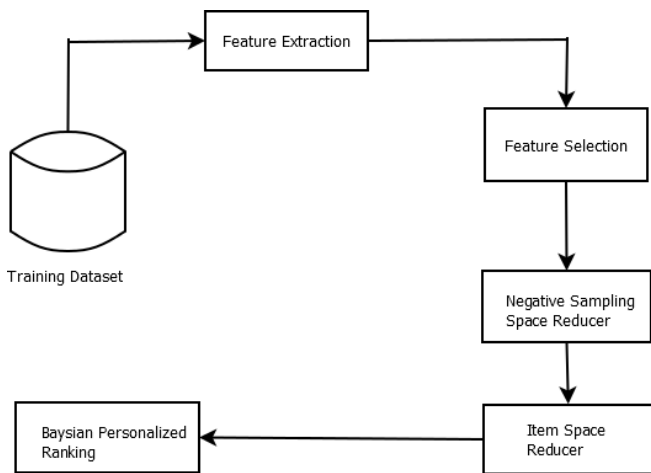 Feature Extraction
Feature Selection
Training Dataset
Negative Sampling
Space Reducer
Item Space
Reducer
Baysian Personalized
Ranking